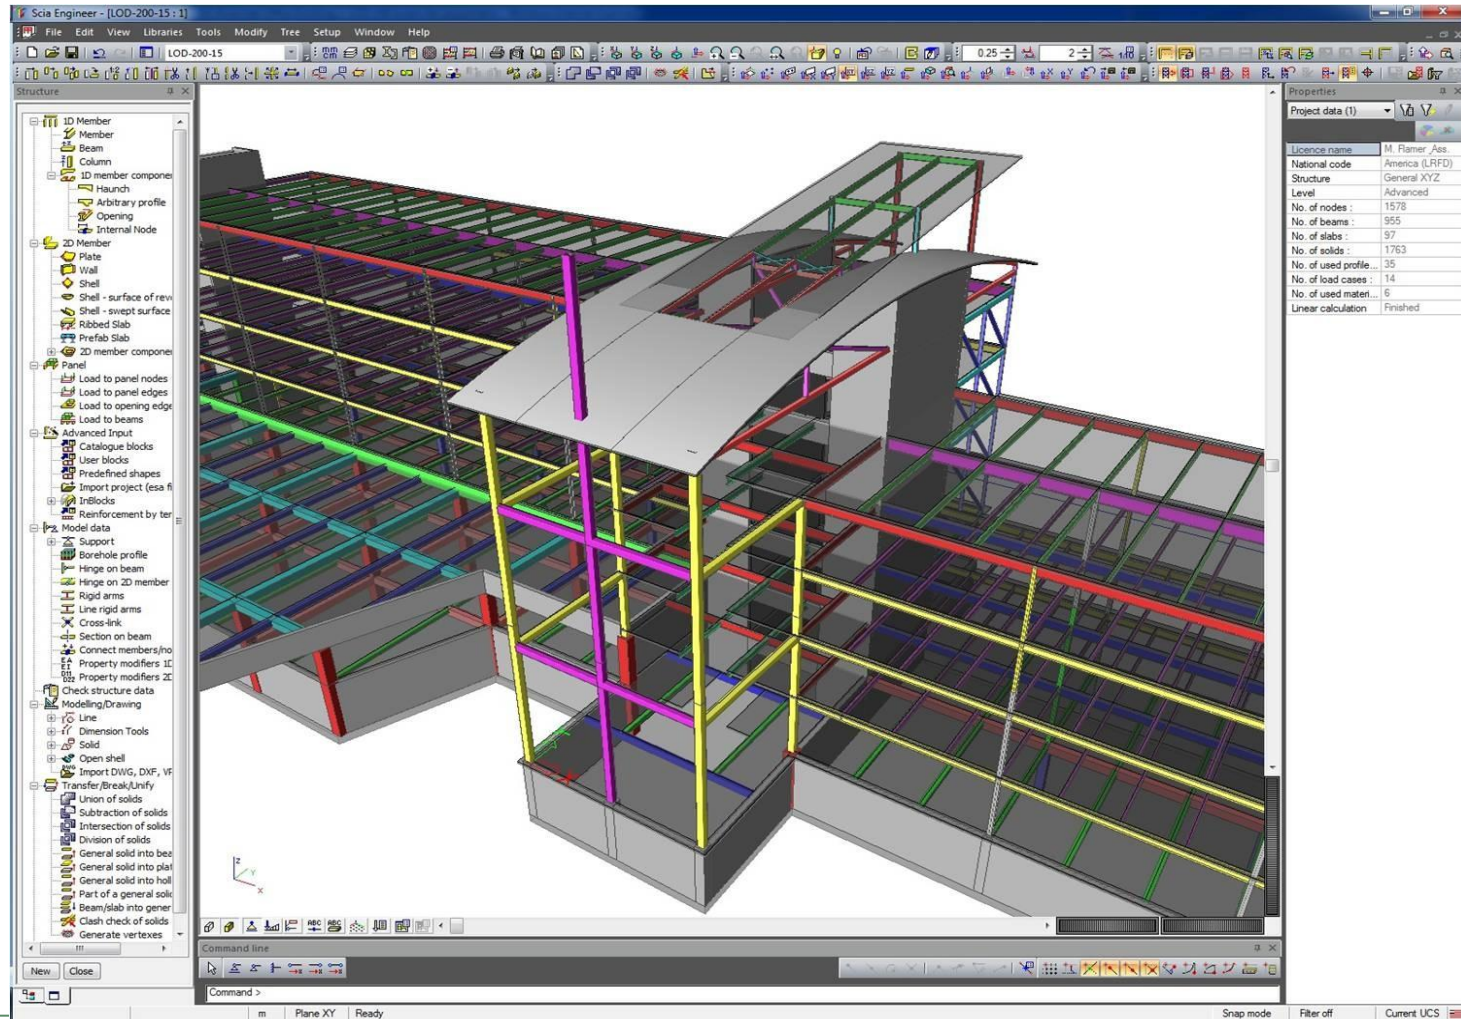 Scia Engineer - [LOD-200-15 : 1]
File Edit View Libraries Tools Modify Tree Setup Window Help
LOD-200-15
0.25
2
Structure
1D Member
Member
Beam
Column
1D member componer
Haunch
Arbitrary profile
Opening
Internal Node
2D Member
Plate
Wall
Shell
Shell - surface of rev
Shell - swept surface
Ribbed Slab
Prefab Slab
2D member componer
Panel
Load to panel nodes
Load to panel edges
Load to opening edge
Load to beams
Advanced Input
Catalogue blocks
User blocks
Predefined shapes
Import project (esa fi
InBlocks
Reinforcement by ter
Model data
Support
Borehole profile
Hinge on beam
Hinge on 2D member
Rigid arms
Line rigid arms
Cross-link
Section on beam
Connect members/no
Property modifiers 1D
Property modifiers 2D
Check structure data
Modelling/Drawing
Line
Dimension Tools
Solid
Open shell
Import DWG, DXF, VF
Transfer/Break/Unify
Union of solids
Subtraction of solids
Intersection of solids
Division of solids
General solid into bea
General solid into plat
General solid into holl
Part of a general solid
Beam/slab into gener
Clash check of solids
Generate vertexes
New Close
Z
Y
X
Properties
Project data (1)
Licence name M. Flamer_Ass.
National code America (LRFD)
Structure General XYZ
Level Advanced
No. of nodes : 1578
No. of beams : 955
No. of slabs : 97
No. of solids : 1763
No. of used profile... 35
No. of load cases : 14
No. of used materi... 6
Linear calculation Finished
Command line
Command >
m Plane XY Ready Snap mode Filter off Current UCS